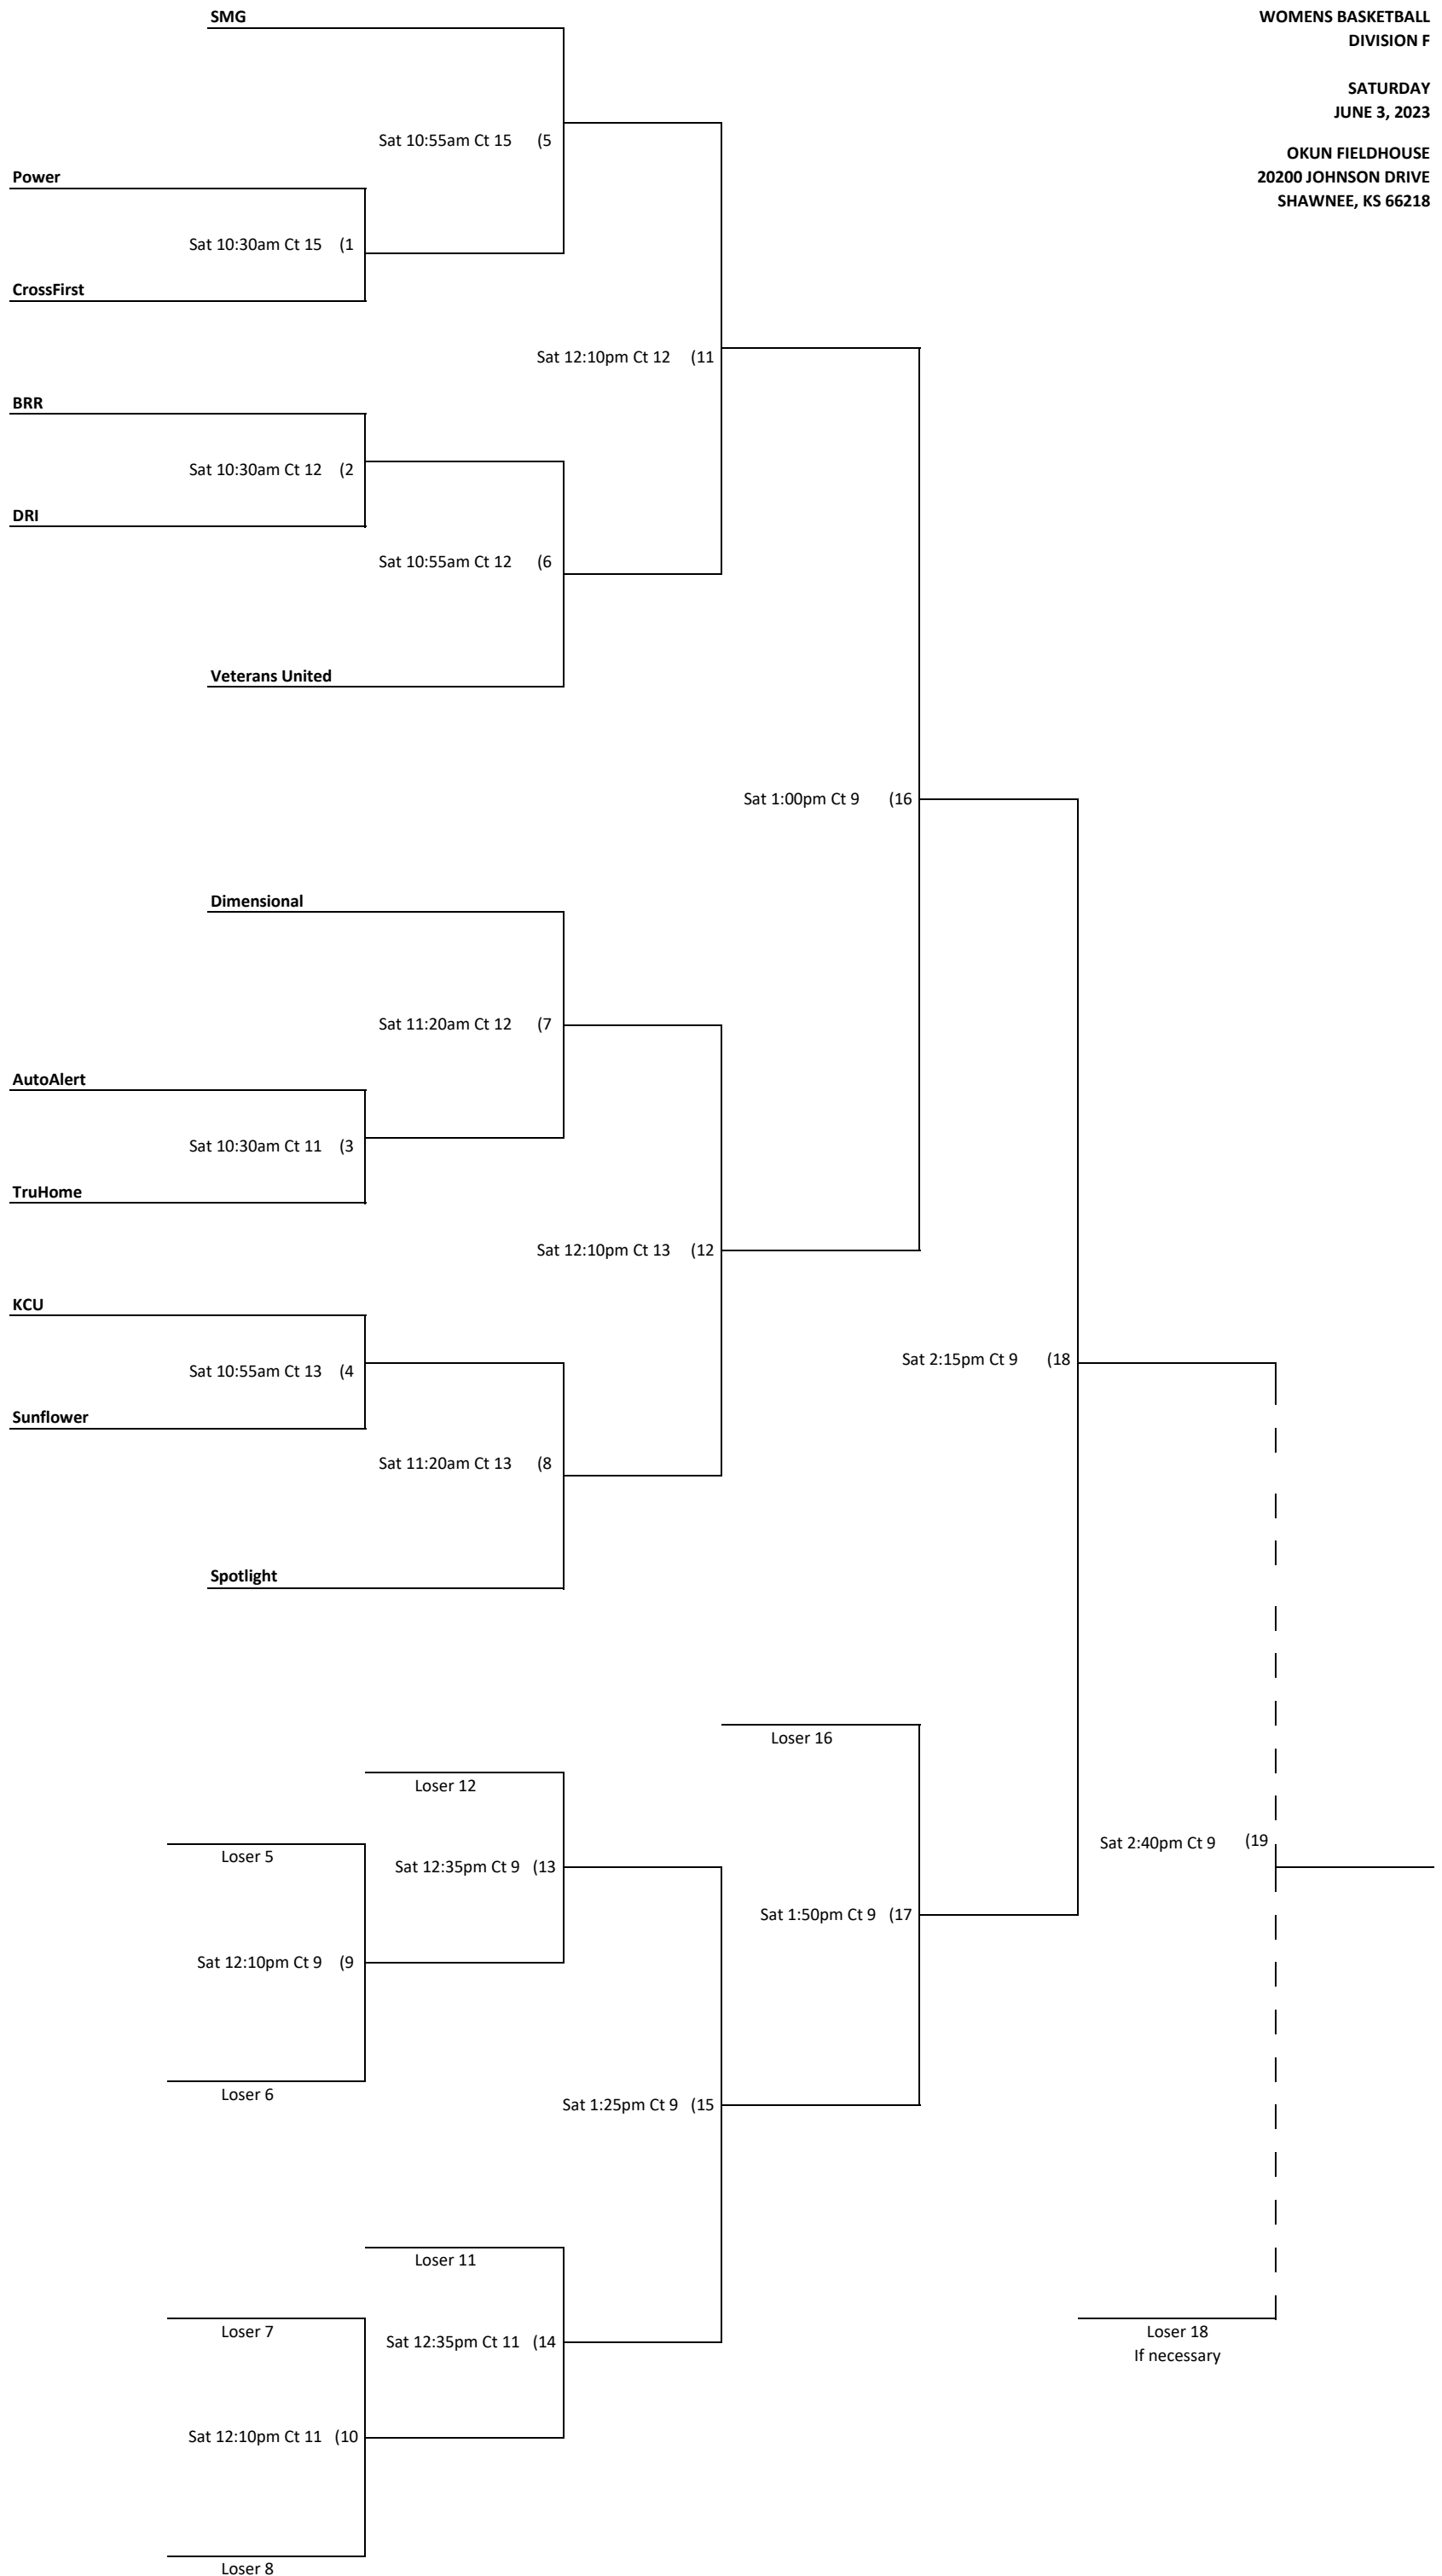 SMG
WOMENS BASKETBALL
DIVISION F
SATURDAY
JUNE 3, 2023
Sat 10:55am Ct 15 (5
OKUN FIELDHOUSE
Power
20200 JOHNSON DRIVE
SHAWNEE, KS 66218
Sat 10:30am Ct 15 (1
CrossFirst
Sat 12:10pm Ct 12 (11
BRR
Sat 10:30am Ct 12 (2
DRI
Sat 10:55am Ct 12 (6
Veterans United
Sat 1:00pm Ct 9 (16
Dimensional
Sat 11:20am Ct 12 (7
AutoAlert
Sat 10:30am Ct 11 (3
TruHome
Sat 12:10pm Ct 13 (12
KCU
Sat 2:15pm Ct 9 (18
Sat 10:55am Ct 13 (4
Sunflower
Sat 11:20am Ct 13 (8
Spotlight
Loser 16
Loser 12
Sat 2:40pm Ct 9 (19
Loser 5
Sat 12:35pm Ct 9 (13
Sat 1:50pm Ct 9 (17
Sat 12:10pm Ct 9 (9
Loser 6
Sat 1:25pm Ct 9 (15
Loser 11
Loser 7
Loser 18
Sat 12:35pm Ct 11 (14
If necessary
Sat 12:10pm Ct 11 (10
Loser 8